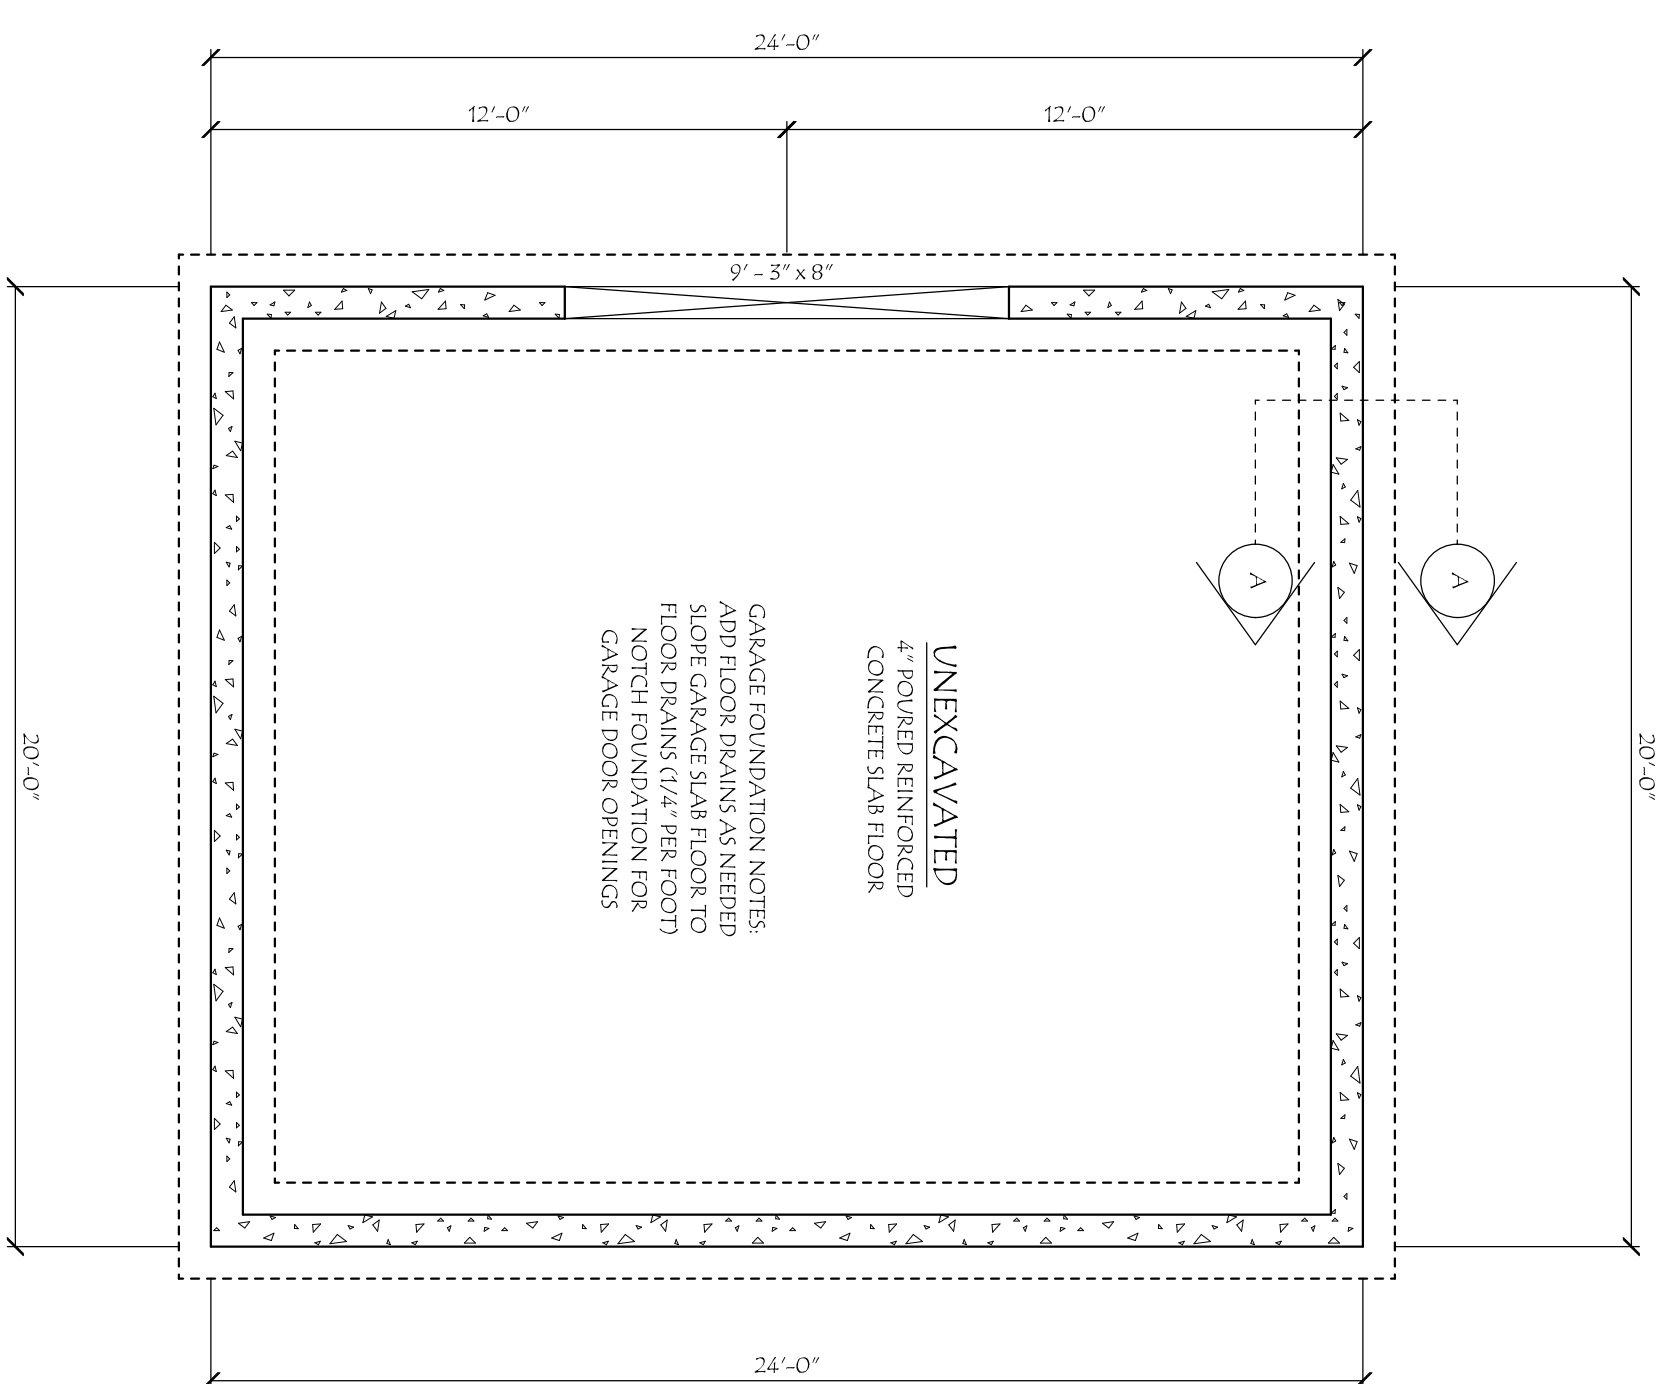 24'-0"
12'-0"
12'-0"
9' - 3" x 8"
A
A
UNEXCAVATED
4" POURED REINFORCED
CONCRETE SLAB FLOOR
GARAGE FOUNDATION NOTES:
ADD FLOOR DRAINS AS NEEDED
SLOPE GARAGE SLAB FLOOR TO
FLOOR DRAINS (1/4" PER FOOT)
NOTCH FOUNDATION FOR
GARAGE DOOR OPENINGS
20'-0"
20'-0"
24'-0"